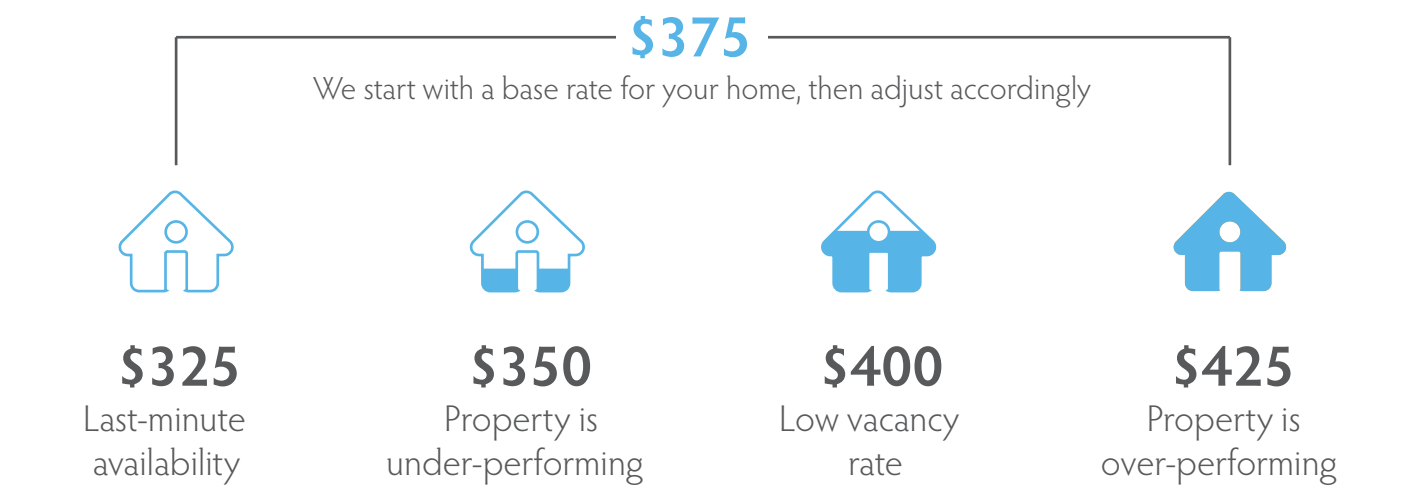 $375
We start with a base rate for your home, then adjust accordingly
$325
Last-minute
availability
$350
Property is
under-performing
$400
Low vacancy
rate
$425
Property is
over-performing